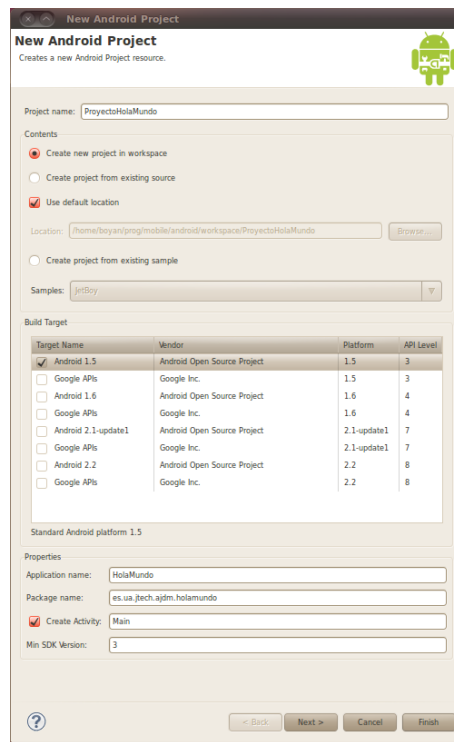 New Android Project
New Android Project
Creates a new Android Project resource.
Project name: ProyectoHolaMundo
Contents
Create new project in workspace
Create project from existing source
Use default location
Location: /home/boyan/prog/mobile/android/workspace/ProyectoHolaMundo Browse...
Create project from existing sample
Samples: JetBoy
Build Target
Target Name Vendor Platform API Level
Android 1.5 Android Open Source Project 1.5 3
Google APIs Google Inc. 1.5 3
Android 1.6 Android Open Source Project 1.6 4
Google APIs Google Inc. 1.6 4
Android 2.1-update1 Android Open Source Project 2.1-update1 7
Google APIs Google Inc. 2.1-update1 7
Android 2.2 Android Open Source Project 2.2 8
Google APIs Google Inc. 2.2 8
Standard Android platform 1.5
Properties
Application name: HolaMundo
Package name: es.ua.jtech.ajdm.holamundo
Create Activity: Main
Min SDK Version: 3
? < Back Next > Cancel Finish